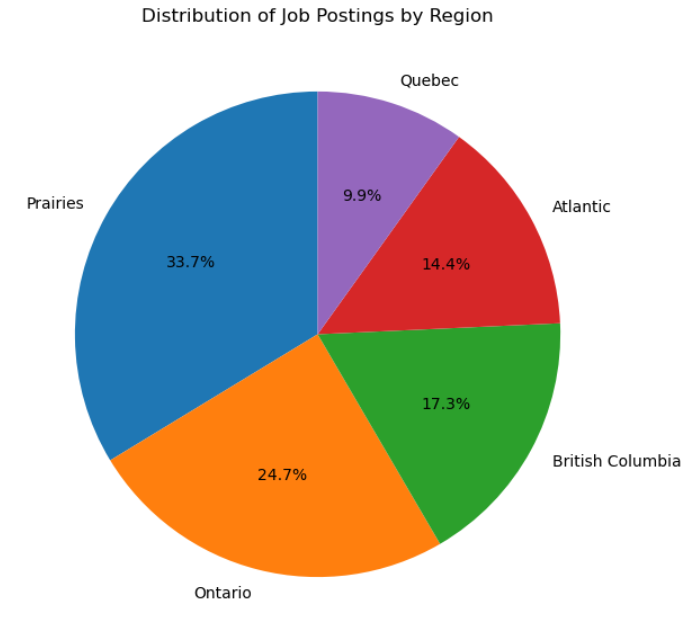 Distribution of Job Postings by Region
Quebec
Prairies
Atlantic
9.9%
33.7%
14.4%
17.3%
British Columbia
24.7%
Ontario